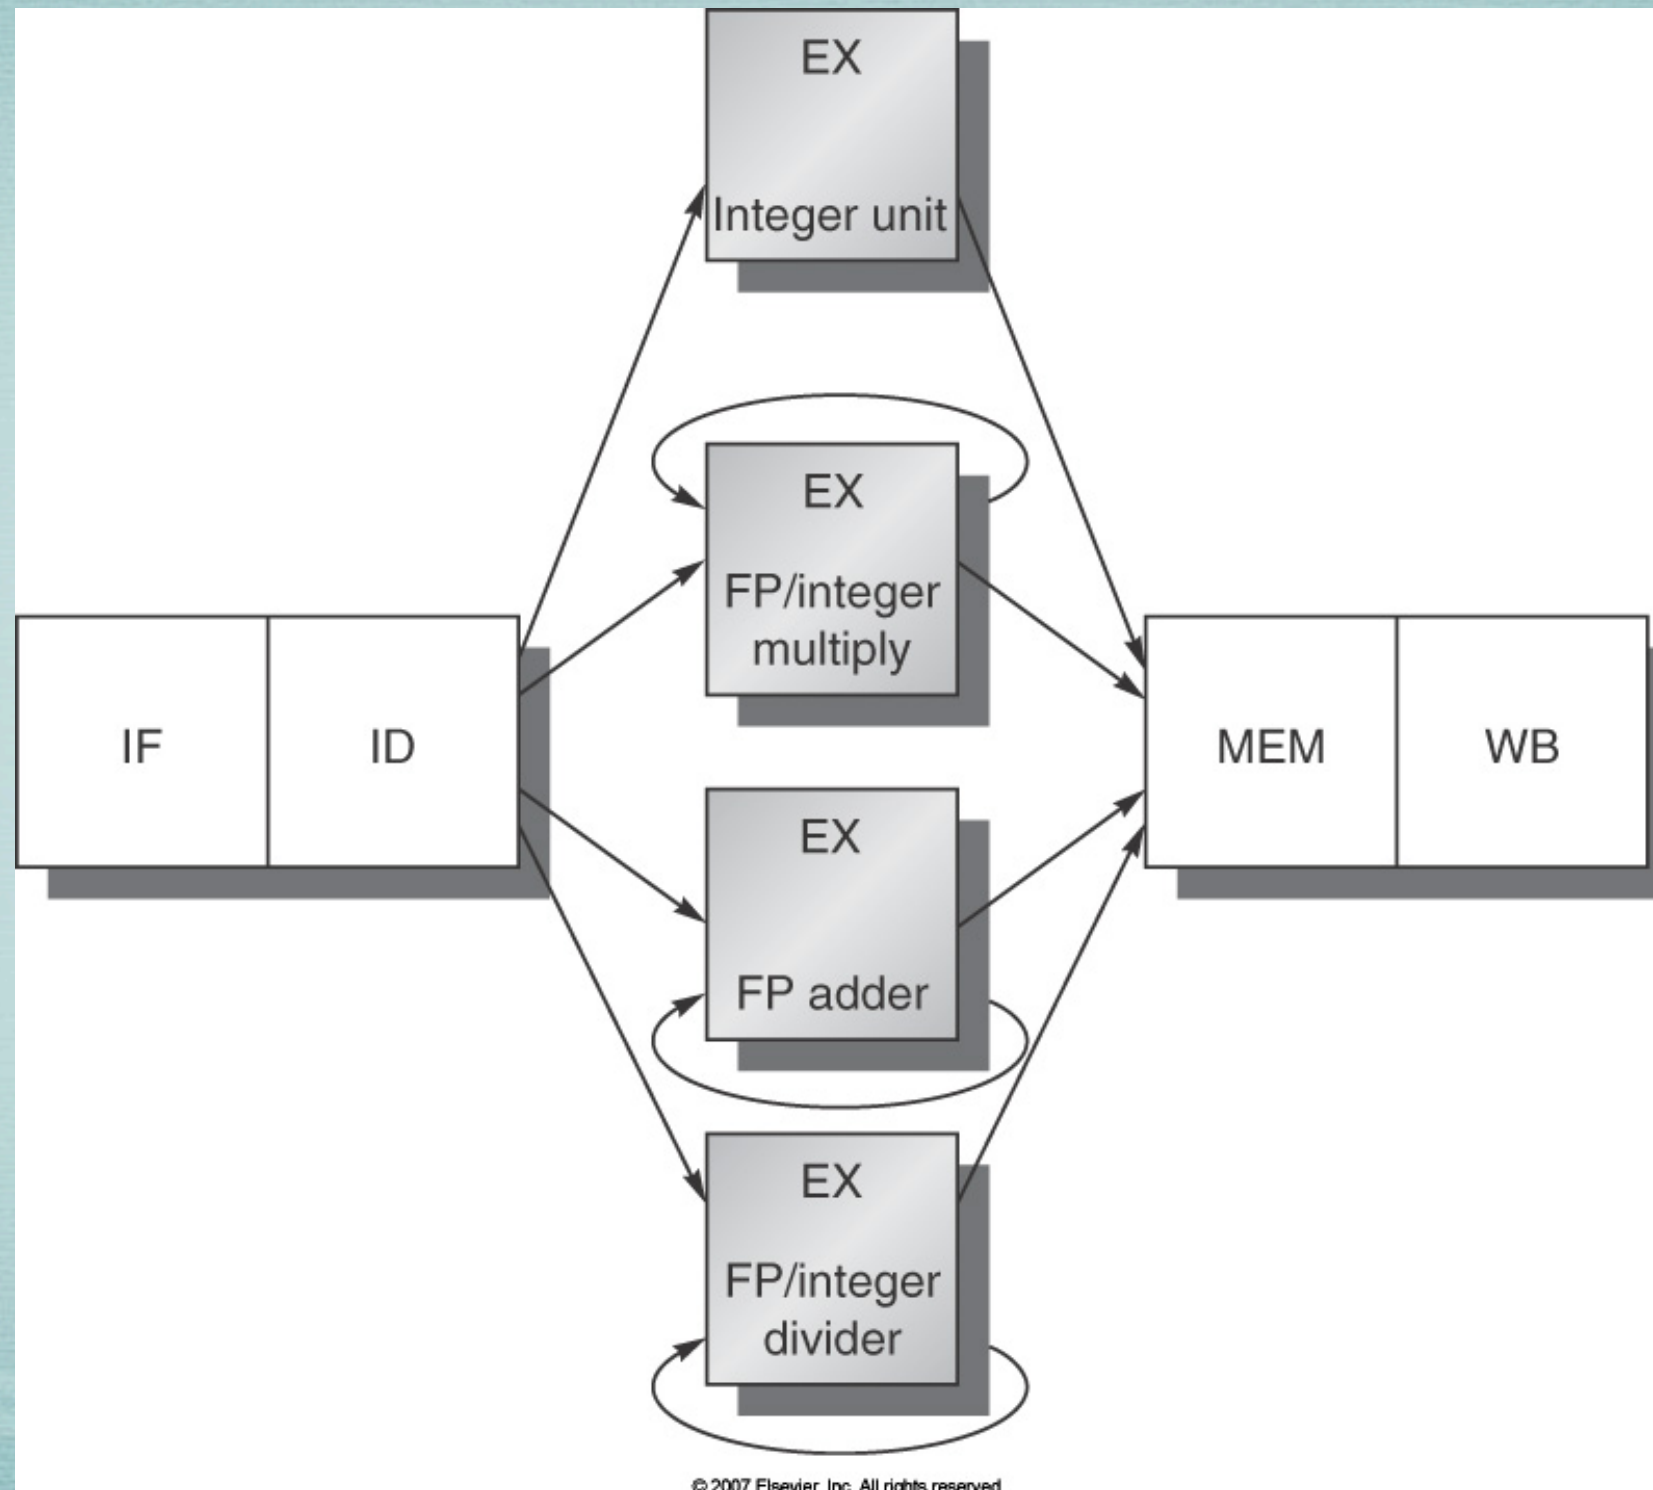 EX
Integer unit
EX
FP/integer
multiply
IF
ID
MEM
WB
EX
FP adder
EX
FP/integer
divider
© 2007 Elsevier, Inc. All rights reserved